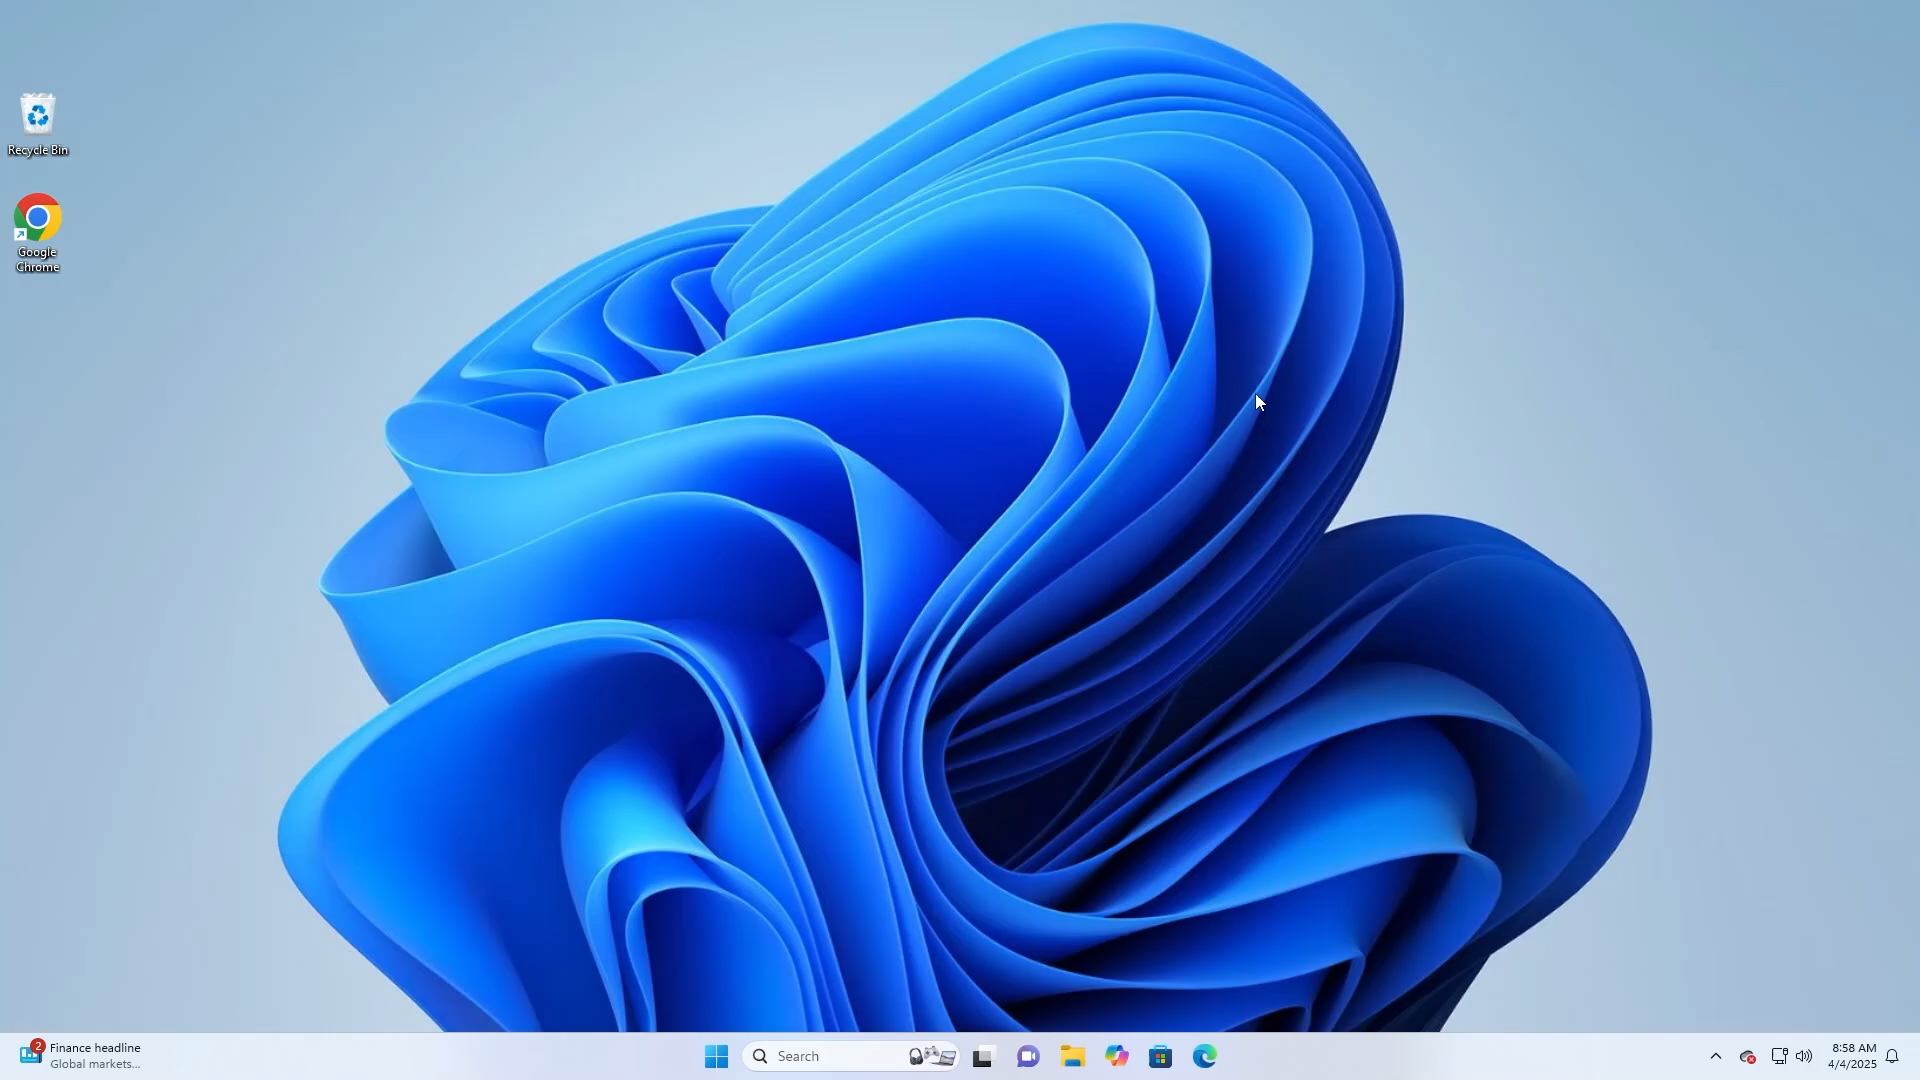 Recycle Bin
Google
Chrome
2
Finance headline
Global markets...
Search
8:58 AM
4/4/2025